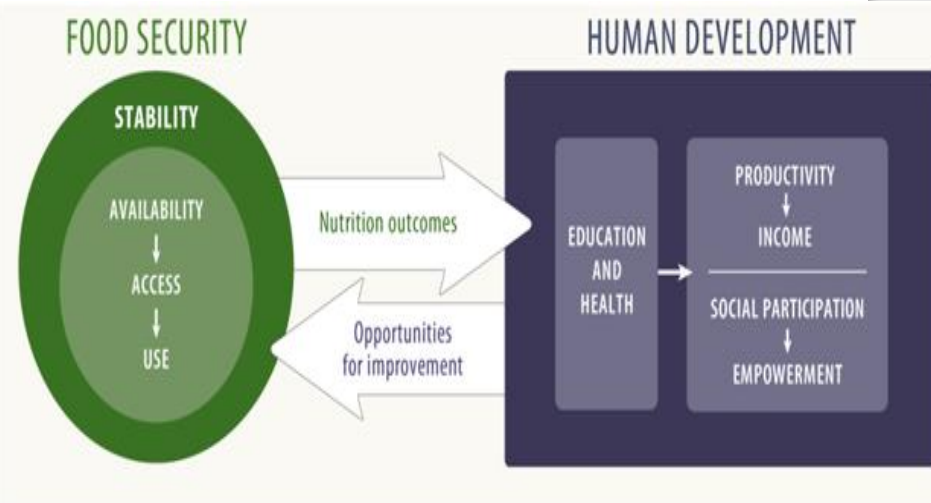 FOOD SECURITY
STABILITY
AVAILABILITY
ACCESS
USE
Nutrition outcomes
Opportunities
for improvement
HUMAN DEVELOPMENT
EDUCATION
AND
HEALTH
PRODUCTIVITY
INCOME
SOCIAL PARTICIPATION
EMPOWERMENT